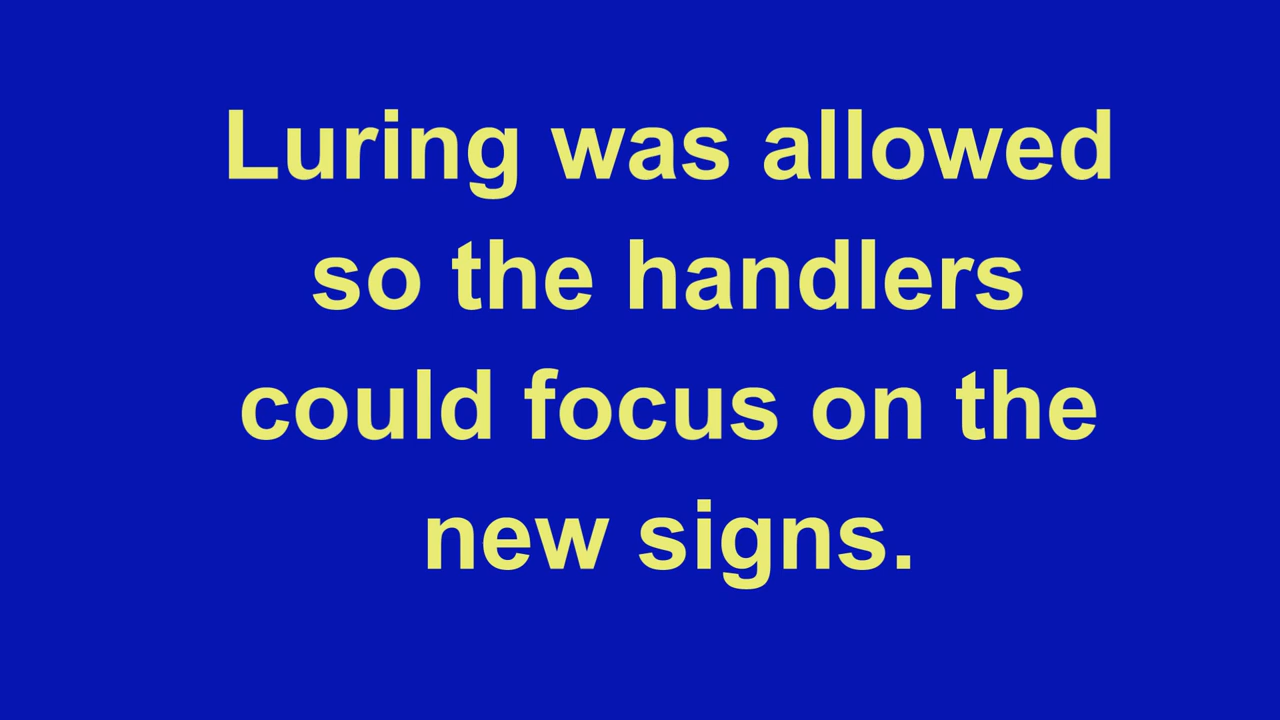 Luring was allowed
so the handlers
could focus on the
new signs.